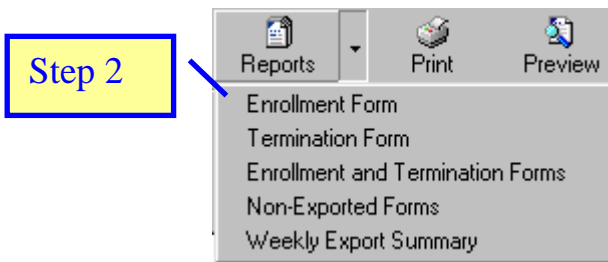 Step 2
Reports Print Preview
Enrollment Form
Termination Form
Enrollment and Termination Forms
Non-Exported Forms
Weekly Export Summary